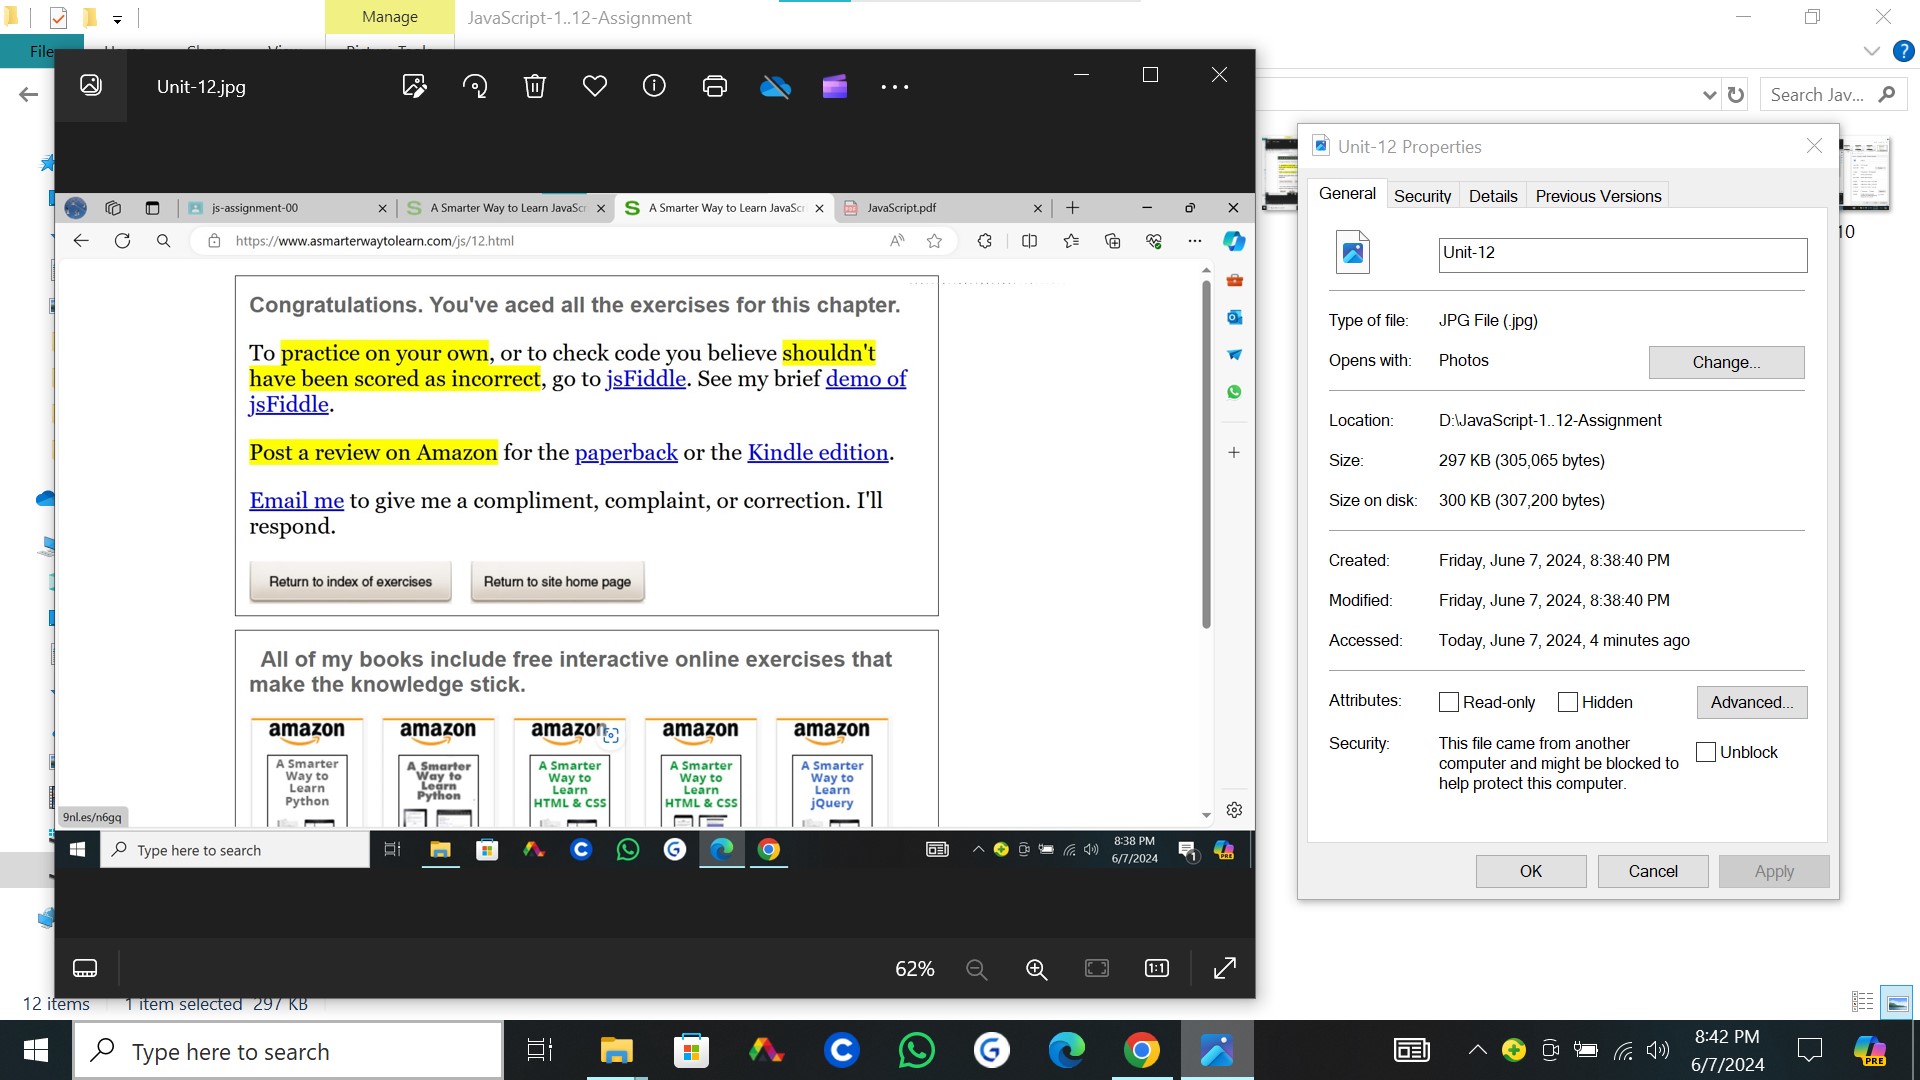 Manage
JavaScript-1..12-Assignment
File
Unit-12.jpg
Search Jav...
js-assignment-00
A Smarter Way to Learn JavaScr
A Smarter Way to Learn JavaScr
JavaScript.pdf
https://www.asmarterwaytolearn.com/js/12.html
Congratulations. You've aced all the exercises for this chapter.
To practice on your own, or to check code you believe shouldn't
have been scored as incorrect, go to jsFiddle. See my brief demo of
jsFiddle.
Post a review on Amazon for the paperback or the Kindle edition.
Email me to give me a compliment, complaint, or correction. I'll
respond.
Return to index of exercises
Return to site home page
All of my books include free interactive online exercises that
make the knowledge stick.
amazon amazon amazon amazon amazon
A Smarter
Way to
Learn
Python
A Smarter
Way to
Learn
Python
A Smarter
Way to
Learn
HTML & CSS
A Smarter
Way to
Learn
HTML & CSS
A Smarter
Way to
Learn
jQuery
9nl.es/n6gq
Type here to search
8:38 PM
6/7/2024
1
PRE
62%
1:1
Unit-12 Properties
General
Security
Details
Previous Versions
Unit-12
Type of file: JPG File (.jpg)
Opens with: Photos
Change...
Location: D:\JavaScript-1..12-Assignment
Size: 297 KB (305,065 bytes)
Size on disk: 300 KB (307,200 bytes)
Created: Friday, June 7, 2024, 8:38:40 PM
Modified: Friday, June 7, 2024, 8:38:40 PM
Accessed: Today, June 7, 2024, 4 minutes ago
Attributes: Read-only Hidden
Advanced...
Security: This file came from another
computer and might be blocked to
help protect this computer.
Unblock
OK
Cancel
Apply
10
12 items 1 item selected 297 KB
Type here to search
8:42 PM
6/7/2024
PRE